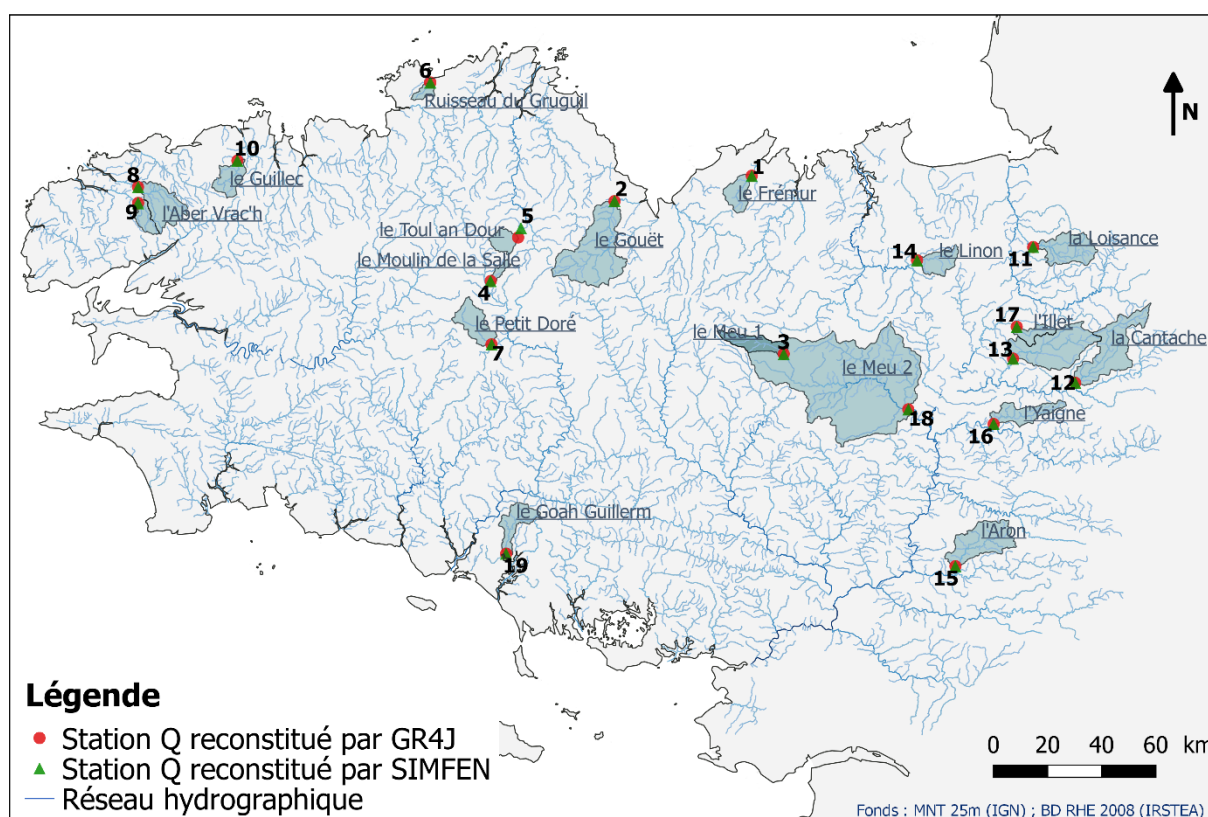 6
Ruisseau du Gruguil
N
10
le Guillec
8
9
l'Aber Vrac'h
1
le Frémur
2
le Gouët
5
le Toul an Dour
le Moulin de la Salle
4
le Petit Doré
7
14
le Linon
11
la Loisance
17
l'Illet
la Cantache
13
12
le Meu 1
3
le Meu 2
18
l'Yaigne
16
le Goah Guillerm
19
l'Aron
15
Légende
Station Q reconstitué par GR4J
Station Q reconstitué par SIMFEN
Réseau hydrographique
0 20 40 60 km
Fonds : MNT 25m (IGN) ; BD RHE 2008 (IRSTEA)